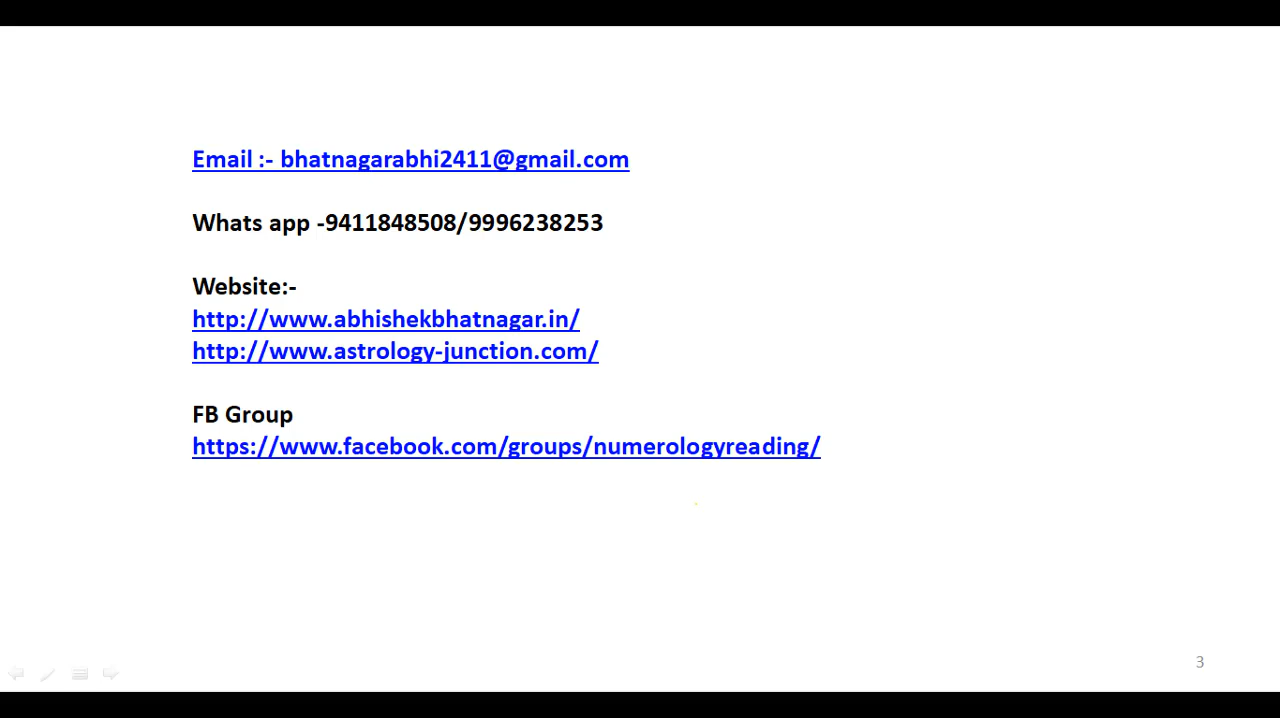 Email :- bhatnagarabhi2411@gmail.com
Whats app -9411848508/9996238253
Website:-
http://www.abhishekbhatnagar.in/
http://www.astrology-junction.com/
FB Group
https://www.facebook.com/groups/numerologyreading/
3